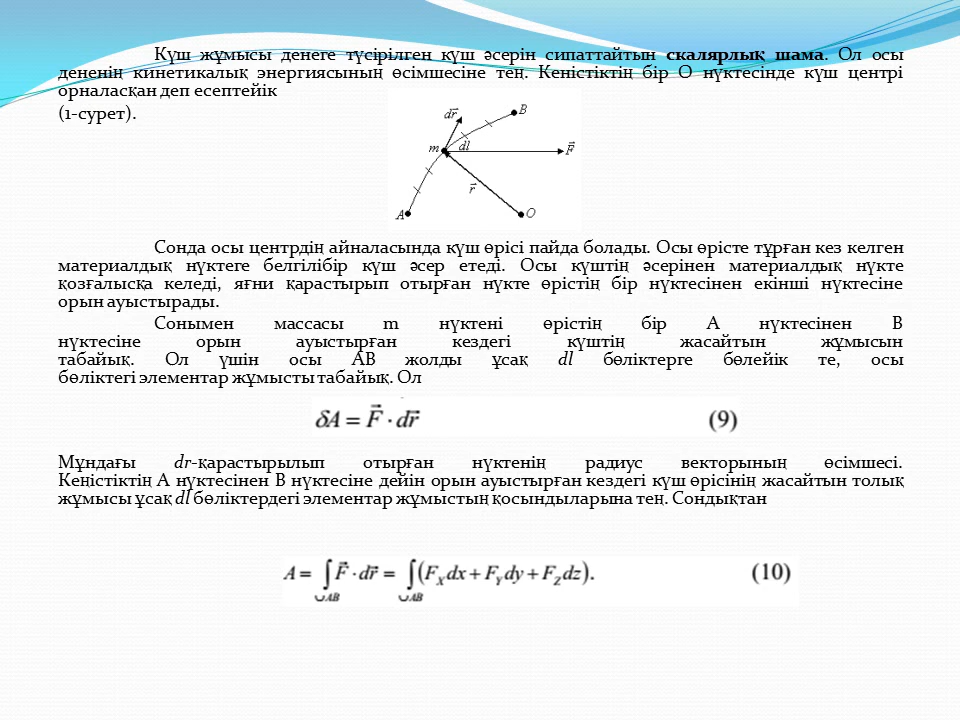 Күш жұмысы денеге түсірілген күш әсерін сипаттайтын скалярлық шама. Ол осы
дененің кинетикалық энергиясының өсімшесіне тең. Кеністіктің бір О нүктесінде күш центрі
орналасқан деп есептейік
(1-сурет).
dr⃗
B
m
dl
F⃗
r⃗
A
O
Сонда осы центрдің айналасында күш өрісі пайда болады. Осы өрісте тұрған кез келген
материалдық нүктеге белгілібір күш әсер етеді. Осы күштің әсерінен материалдық нүкте
қозғалысқа келеді, яғни қарастырып отырған нүкте өрістің бір нүктесінен екінші нүктесіне
орын ауыстырады.
Сонымен массасы m нүктені өрістің бір А нүктесінен В
нүктесіне орын ауыстырған кездегі күштің жасайтын жұмысын
табайық. Ол үшін осы АВ жолды ұсақ dl бөліктерге бөлейік те, осы
бөліктегі элементар жұмысты табайық. Ол
δA = F⃗ · dr⃗ (9)
Мұндағы dr-қарастырылып отырған нүктенің радиус векторының өсімшесі.
Кеңістіктің А нүктесінен В нүктесіне дейін орын ауыстырған кездегі күш өрісінің жасайтын толық
жұмысы ұсақ dl бөліктердегі элементар жұмыстың қосындыларына тең. Сондықтан
A = ∫∪AB F⃗ · dr⃗ = ∫∪AB (F_X dx + F_Y dy + F_Z dz). (10)